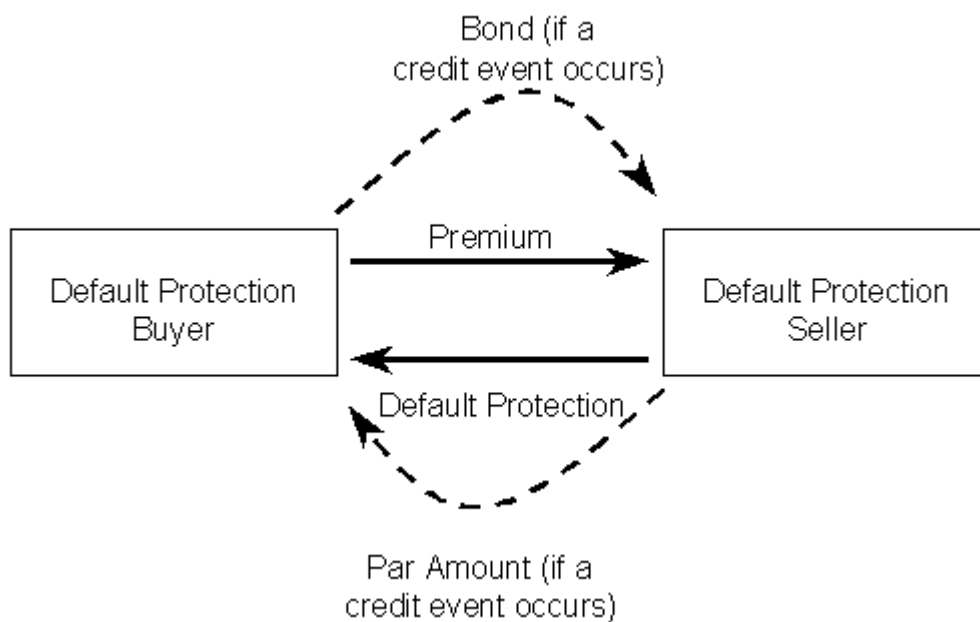 Bond (if a
credit event occurs)
Premium
Default Protection
Buyer
Default Protection
Seller
Default Protection
Par Amount (if a
credit event occurs)